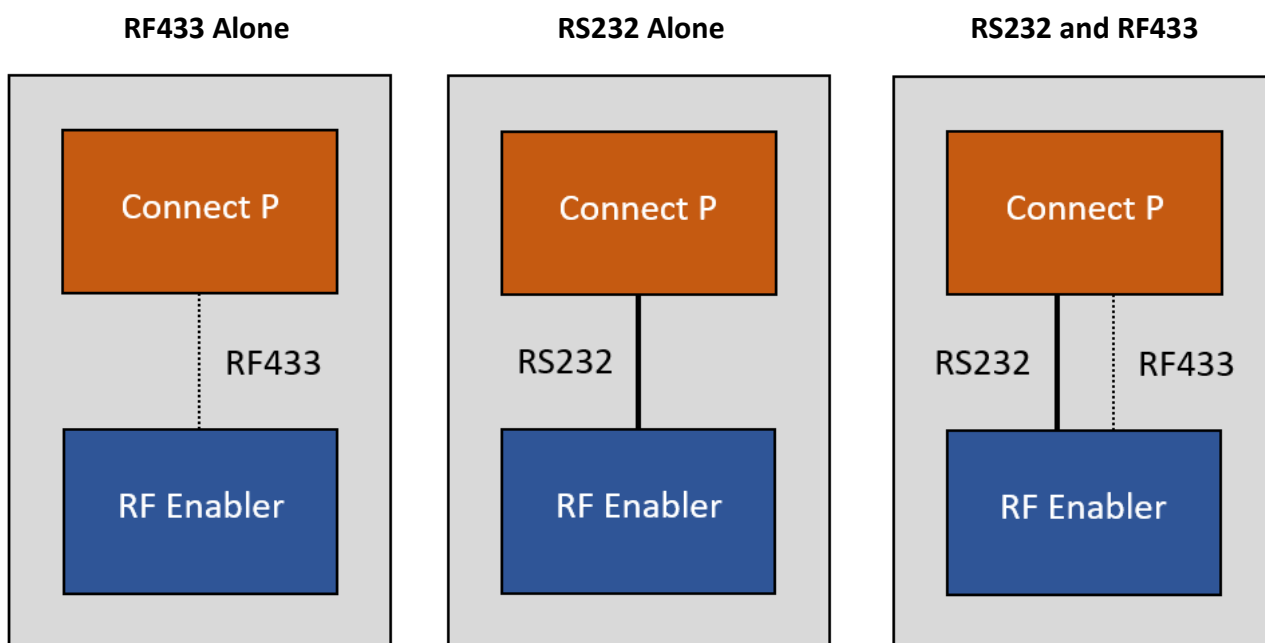 RF433 Alone
Connect P
RF433
RF Enabler
RS232 Alone
Connect P
RS232
RF Enabler
RS232 and RF433
Connect P
RS232 RF433
RF Enabler